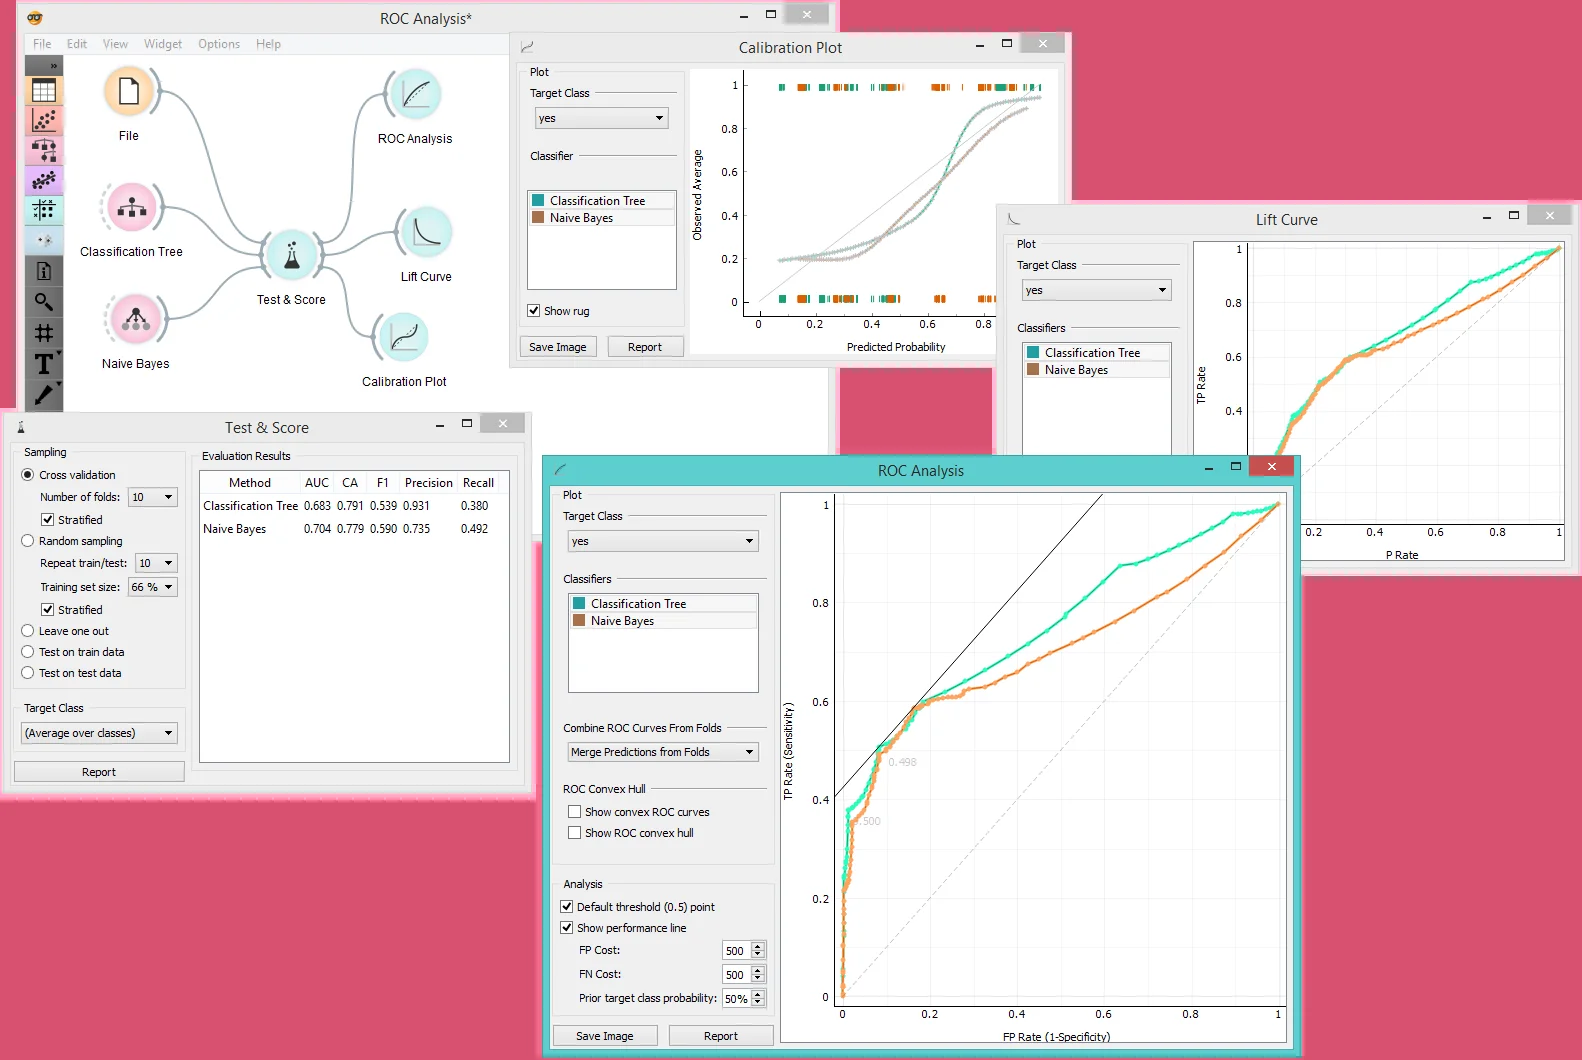 ROC Analysis*
File Edit View Widget Options Help
»
File
ROC Analysis
Classification Tree
Lift Curve
Test & Score
Naive Bayes
Calibration Plot
T
Calibration Plot
Plot
Target Class
yes
Classifier
Classification Tree
Naive Bayes
Show rug
Save Image Report
Observed Average
1
0.8
0.6
0.4
0.2
0
0 0.2 0.4 0.6 0.8
Predicted Probability
Lift Curve
Plot
Target Class
yes
Classifiers
Classification Tree
Naive Bayes
TP Rate
1
0.8
0.6
0.4
0.2 0.4 0.6 0.8 1
P Rate
Test & Score
Sampling
Cross validation
Number of folds: 10
Stratified
Random sampling
Repeat train/test: 10
Training set size: 66 %
Stratified
Leave one out
Test on train data
Test on test data
Target Class
(Average over classes)
Report
Evaluation Results
Method AUC CA F1 Precision Recall
Classification Tree 0.683 0.791 0.539 0.931 0.380
Naive Bayes 0.704 0.779 0.590 0.735 0.492
ROC Analysis
Plot
Target Class
yes
Classifiers
Classification Tree
Naive Bayes
Combine ROC Curves From Folds
Merge Predictions from Folds
ROC Convex Hull
Show convex ROC curves
Show ROC convex hull
Analysis
Default threshold (0.5) point
Show performance line
FP Cost: 500
FN Cost: 500
Prior target class probability: 50%
Save Image Report
TP Rate (Sensitivity)
1
0.8
0.6
0.4
0.2
0
0.498
0.500
0 0.2 0.4 0.6 0.8 1
FP Rate (1-Specificity)